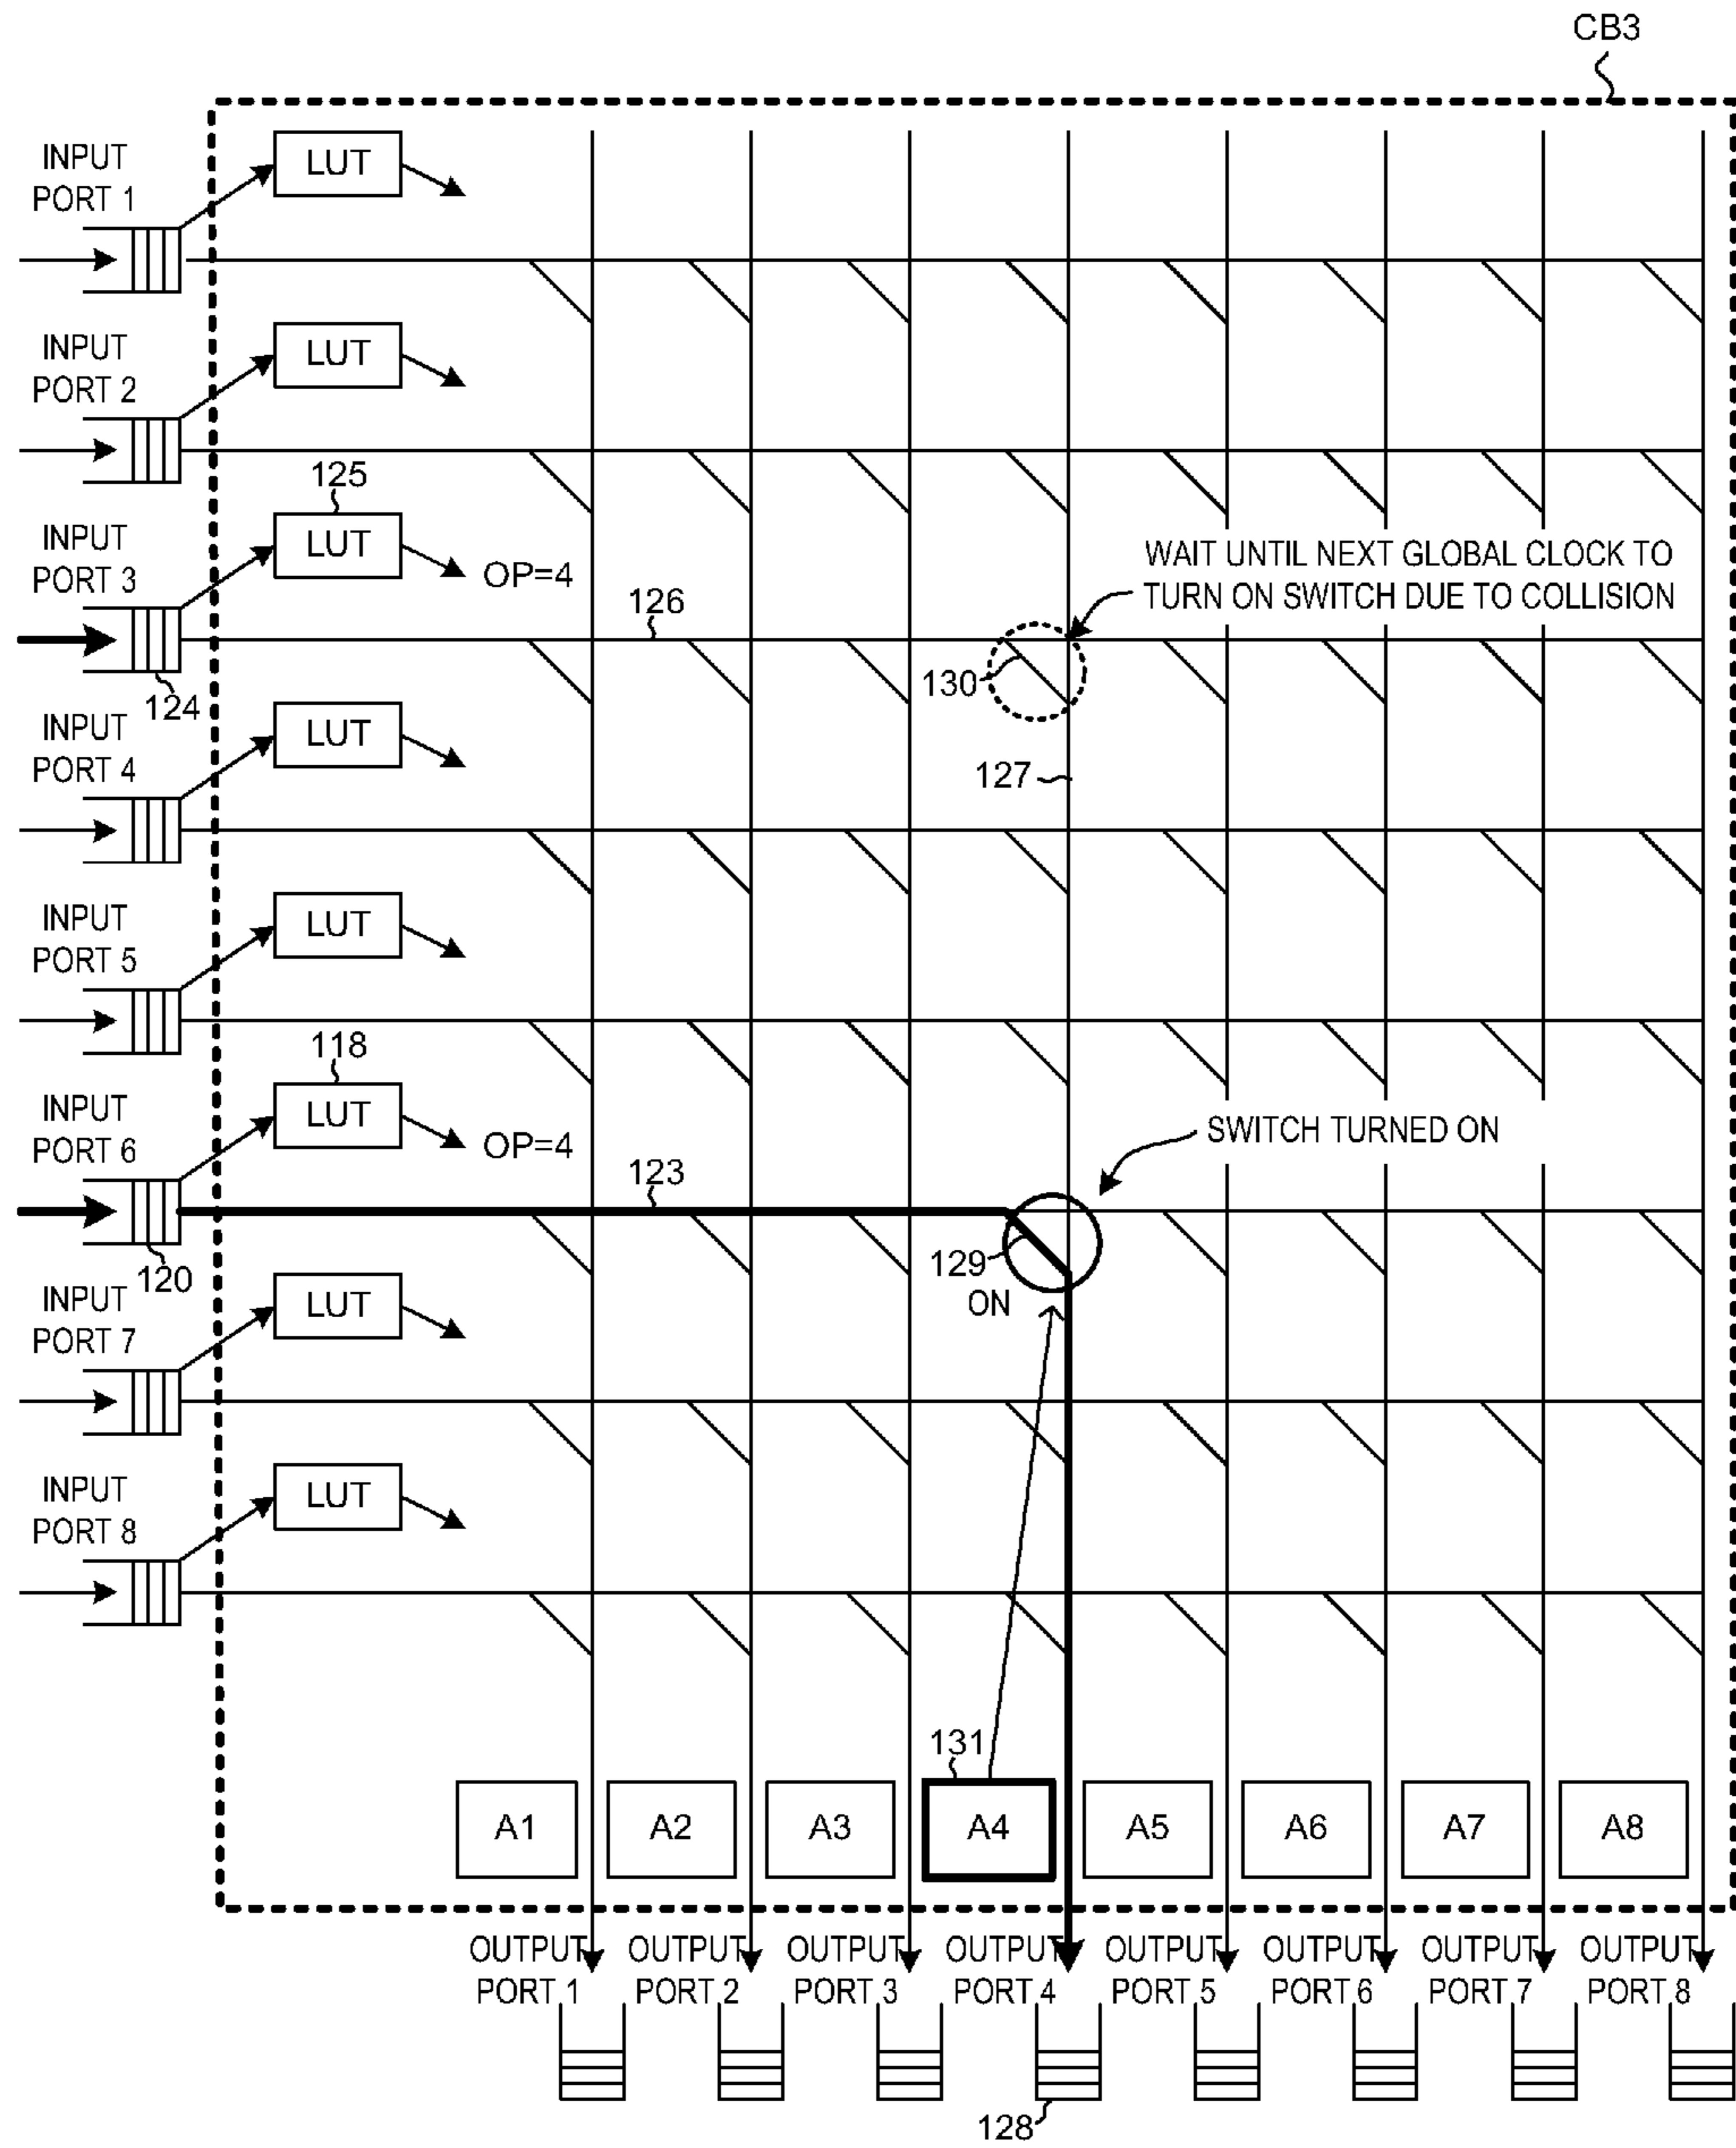 CB3
INPUT
PORT 1
LUT
INPUT
PORT 2
LUT
125
INPUT
PORT 3
LUT
OP=4
WAIT UNTIL NEXT GLOBAL CLOCK TO
TURN ON SWITCH DUE TO COLLISION
126
130
124
INPUT
PORT 4
LUT
127
INPUT
PORT 5
LUT
118
INPUT
PORT 6
LUT
OP=4
SWITCH TURNED ON
123
129
ON
120
INPUT
PORT 7
LUT
INPUT
PORT 8
LUT
131
A1
A2
A3
A4
A5
A6
A7
A8
OUTPUT
PORT 1
OUTPUT
PORT 2
OUTPUT
PORT 3
OUTPUT
PORT 4
OUTPUT
PORT 5
OUTPUT
PORT 6
OUTPUT
PORT 7
OUTPUT
PORT 8
128